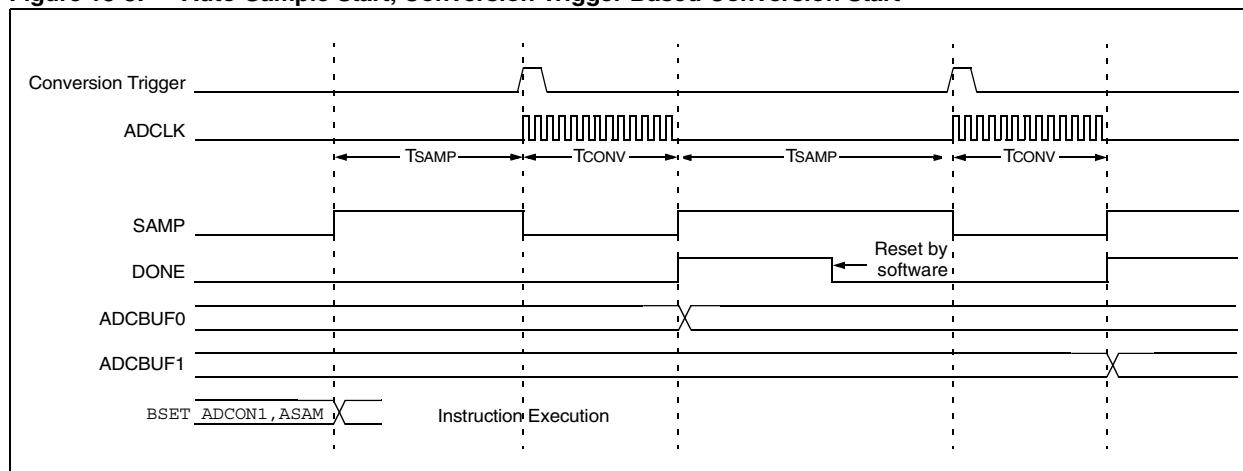 Conversion Trigger
ADCLK
TSAMP
TCONV
TSAMP
TCONV
SAMP
DONE
Reset by
software
ADCBUF0
ADCBUF1
BSET ADCON1,ASAM
Instruction Execution